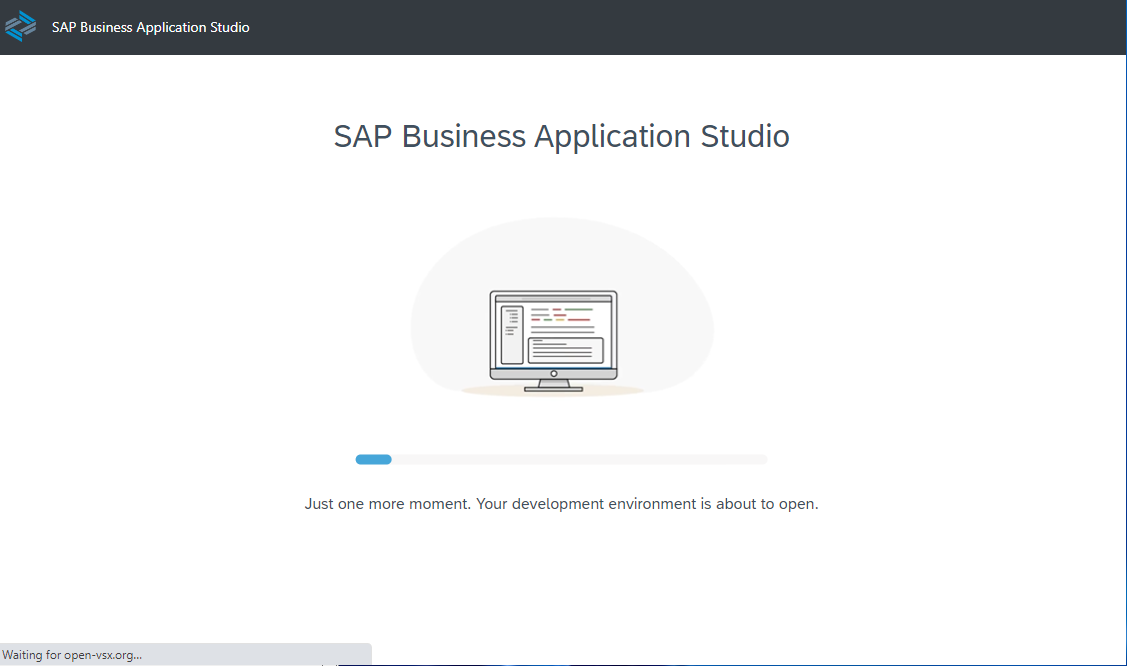 SAP Business Application Studio
SAP Business Application Studio
Just one more moment. Your development environment is about to open.
Waiting for open-vsx.org...